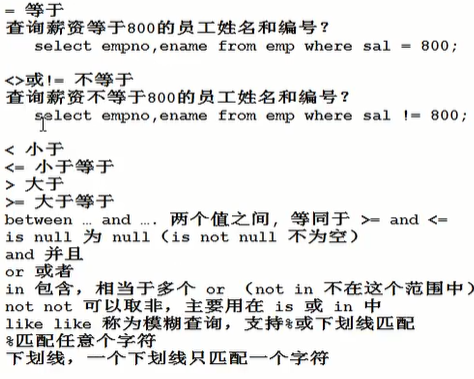 = 等于
查询薪资等于800的员工姓名和编号？
select empno,ename from emp where sal = 800;
<>或!= 不等于
查询薪资不等于800的员工姓名和编号？
select empno,ename from emp where sal != 800;
< 小于
<= 小于等于
> 大于
>= 大于等于
between … and …. 两个值之间, 等同于 >= and <=
is null 为 null（is not null 不为空）
and 并且
or 或者
in 包含，相当于多个 or （not in 不在这个范围中）
not not 可以取非，主要用在 is 或 in 中
like like 称为模糊查询，支持%或下划线匹配
%匹配任意个字符
下划线，一个下划线只匹配一个字符